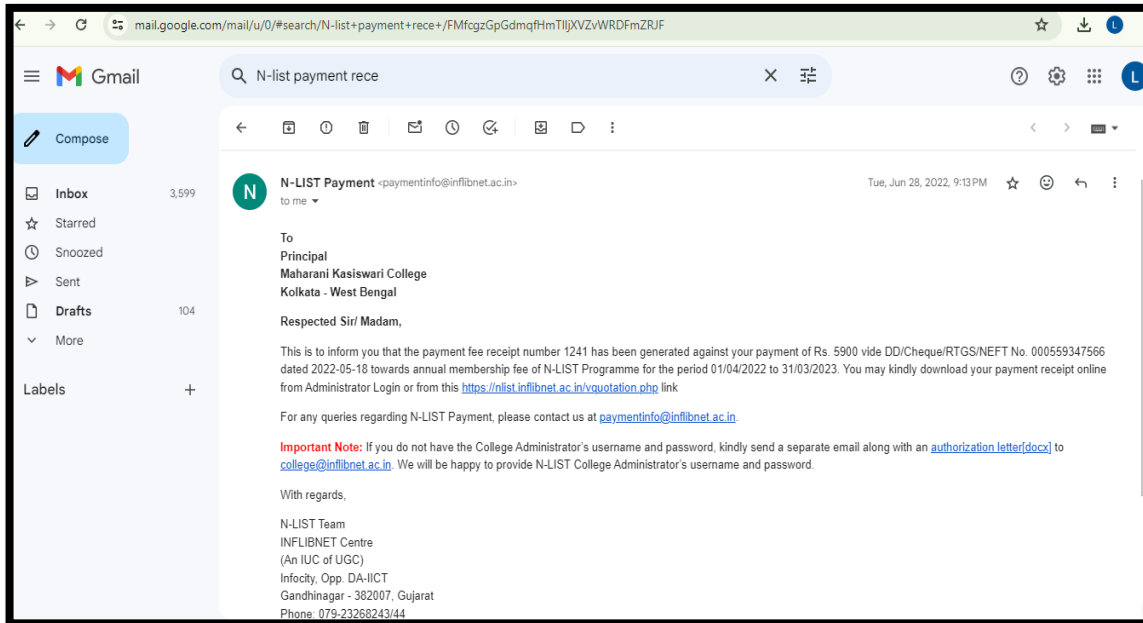 mail.google.com/mail/u/0/#search/N-list+payment+rece+/FMfcgzGpGdmqfHmTlljXVZvWRDFmZRJF
L
Gmail
N-list payment rece
L
Compose
Inbox 3,599
Starred
Snoozed
Sent
Drafts 104
More
Labels
N
N-LIST Payment <paymentinfo@inflibnet.ac.in> Tue, Jun 28, 2022, 9:13 PM
to me
To
Principal
Maharani Kasiswari College
Kolkata - West Bengal
Respected Sir/ Madam,
This is to inform you that the payment fee receipt number 1241 has been generated against your payment of Rs. 5900 vide DD/Cheque/RTGS/NEFT No. 000559347566
dated 2022-05-18 towards annual membership fee of N-LIST Programme for the period 01/04/2022 to 31/03/2023. You may kindly download your payment receipt online
from Administrator Login or from this https://nlist.inflibnet.ac.in/vquotation.php link
For any queries regarding N-LIST Payment, please contact us at paymentinfo@inflibnet.ac.in.
Important Note: If you do not have the College Administrator's username and password, kindly send a separate email along with an authorization letter[docx] to
college@inflibnet.ac.in. We will be happy to provide N-LIST College Administrator's username and password.
With regards,
N-LIST Team
INFLIBNET Centre
(An IUC of UGC)
Infocity, Opp. DA-IICT
Gandhinagar - 382007, Gujarat
Phone: 079-23268243/44